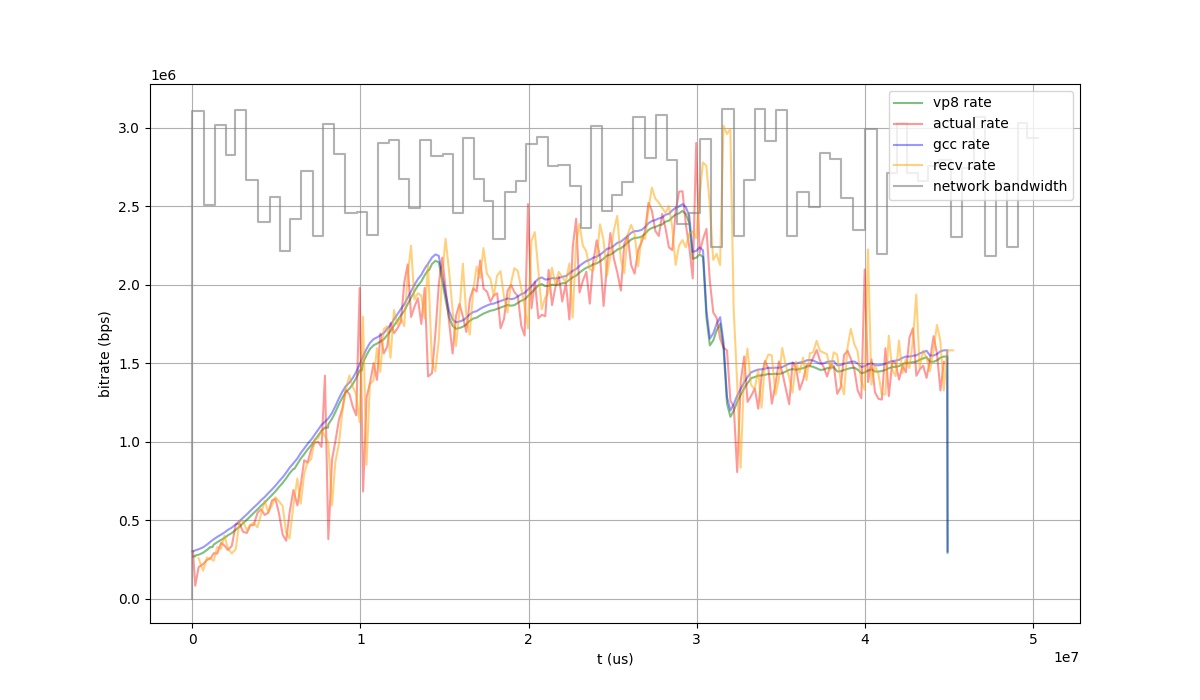 1e6
bitrate (bps)
3.0
2.5
2.0
1.5
1.0
0.5
0.0
vp8 rate
actual rate
gcc rate
recv rate
network bandwidth
0 1 2 3 4 5
t (us)
1e7